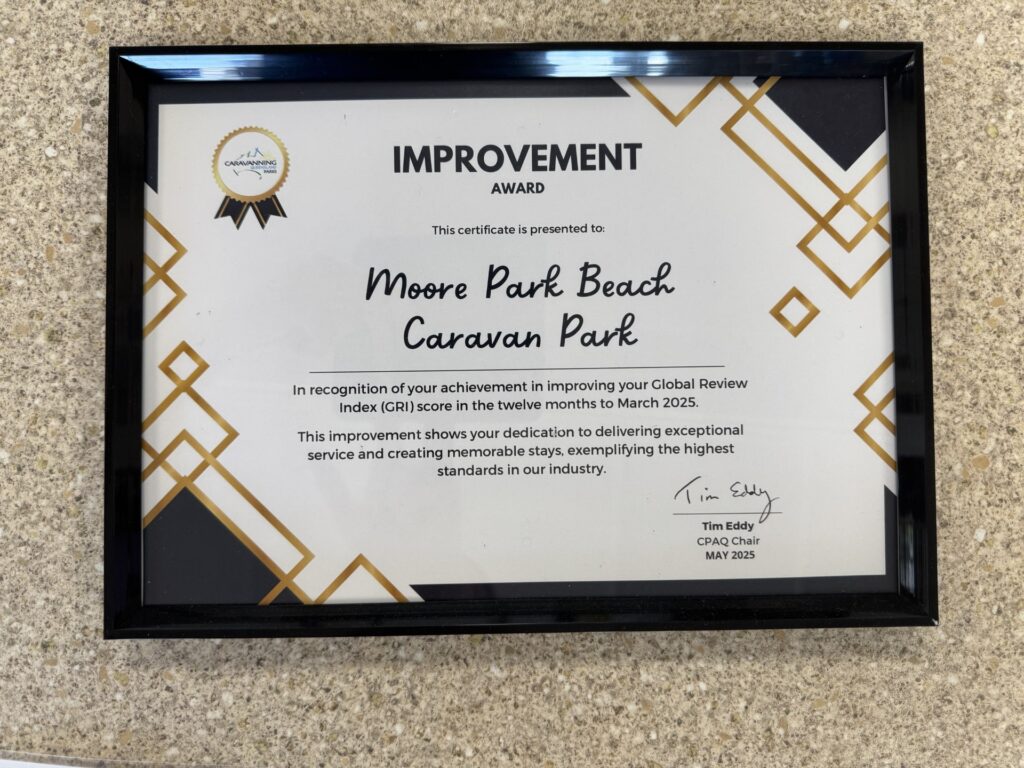 CARAVANNING
QUEENSLAND
PARKS
IMPROVEMENT
AWARD
This certificate is presented to:
Moore Park Beach
Caravan Park
In recognition of your achievement in improving your Global Review
Index (GRI) score in the twelve months to March 2025.
This improvement shows your dedication to delivering exceptional
service and creating memorable stays, exemplifying the highest
standards in our industry.
Tim Eddy
Tim Eddy
CPAQ Chair
MAY 2025